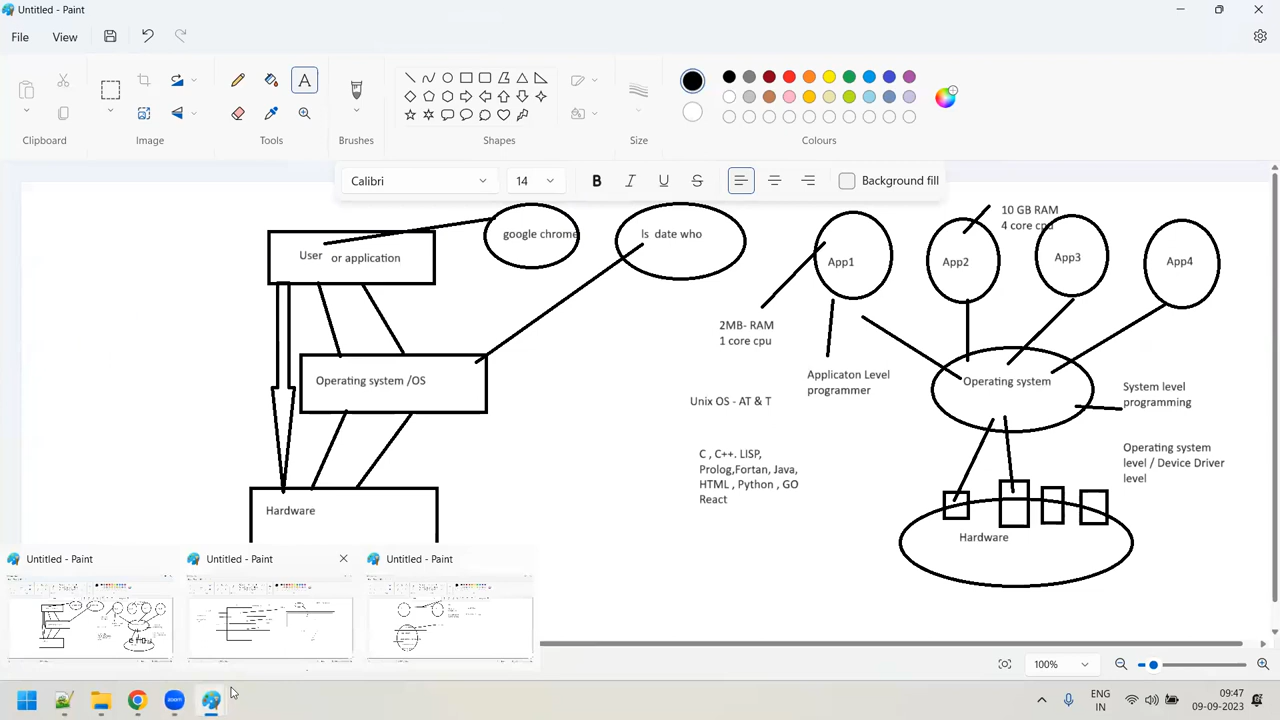 Untitled - Paint
File
View
Clipboard
Image
Tools
Brushes
Shapes
Size
Colours
Calibri
14
B
I
U
Background fill
User or application
google chrome
ls date who
Operating system /OS
Hardware
App1
App2
App3
App4
10 GB RAM
4 core cpu
2MB- RAM
1 core cpu
Applicaton Level
programmer
Unix OS - AT & T
C , C++. LISP,
Prolog,Fortan, Java,
HTML , Python , GO
React
Operating system
System level
programming
Operating system
level / Device Driver
level
Hardware
Untitled - Paint
Untitled - Paint
Untitled - Paint
100%
zoom
ENG
IN
09:47
09-09-2023